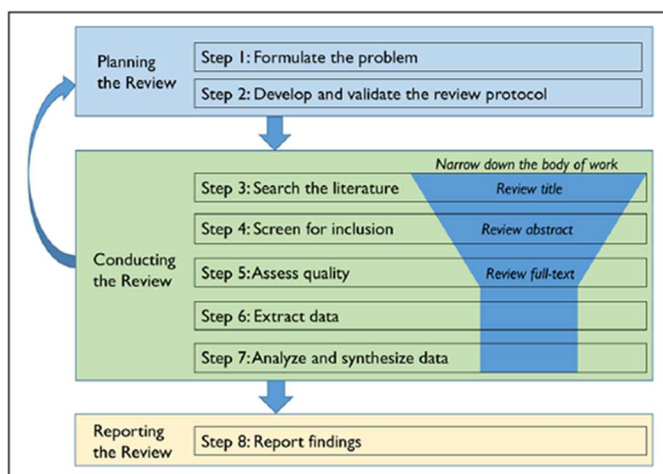 Planning
the Review
Step 1: Formulate the problem
Step 2: Develop and validate the review protocol
Narrow down the body of work
Conducting
the Review
Step 3: Search the literature
Review title
Step 4: Screen for inclusion
Review abstract
Step 5: Assess quality
Review full-text
Step 6: Extract data
Step 7: Analyze and synthesize data
Reporting
the Review
Step 8: Report findings